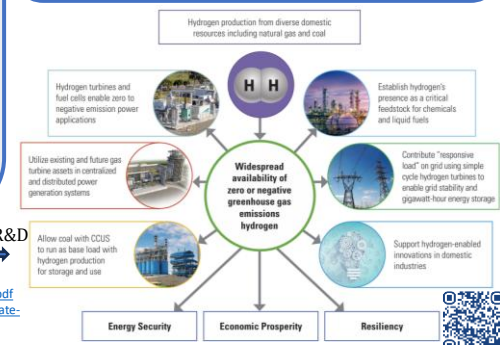 Hydrogen production from diverse domestic
resources including natural gas and coal
H H
Hydrogen turbines and
fuel cells enable zero to
negative emission power
applications
Establish hydrogen's
presence as a critical
feedstock for chemicals
and liquid fuels
Utilize existing and future gas
turbine assets in centralized
and distributed power
generation systems
Widespread
availability of
zero or negative
greenhouse gas
emissions
hydrogen
Contribute "responsive
load" on grid using simple
cycle hydrogen turbines to
enable grid stability and
gigawatt-hour energy storage
R&D
Allow coal with CCUS
to run as base load with
hydrogen production
for storage and use
Support hydrogen-enabled
innovations in domestic
industries
pdf
ate-
Energy Security
Economic Prosperity
Resiliency